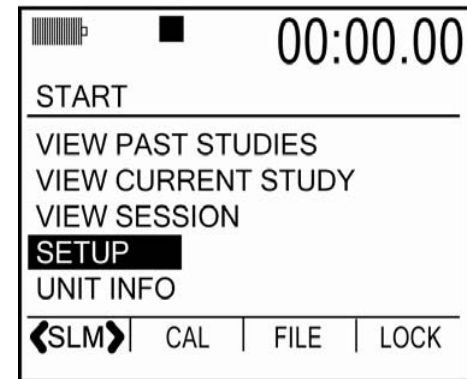 00:00.00
START
VIEW PAST STUDIES
VIEW CURRENT STUDY
VIEW SESSION
SETUP
UNIT INFO
❮SLM❯ CAL FILE LOCK